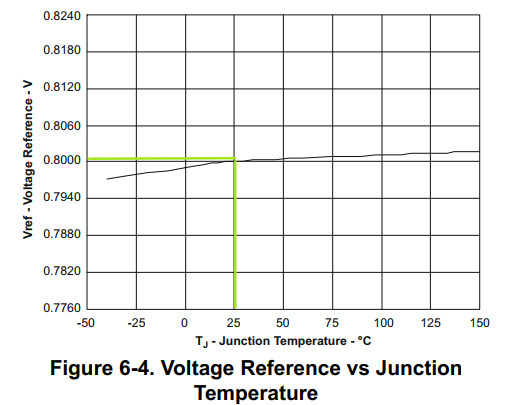 0.8240
0.8180
0.8120
0.8060
0.8000
0.7940
0.7880
0.7820
0.7760
Vref - Voltage Reference - V
-50 -25 0 25 50 75 100 125 150
TJ - Junction Temperature - °C
Figure 6-4. Voltage Reference vs Junction
Temperature